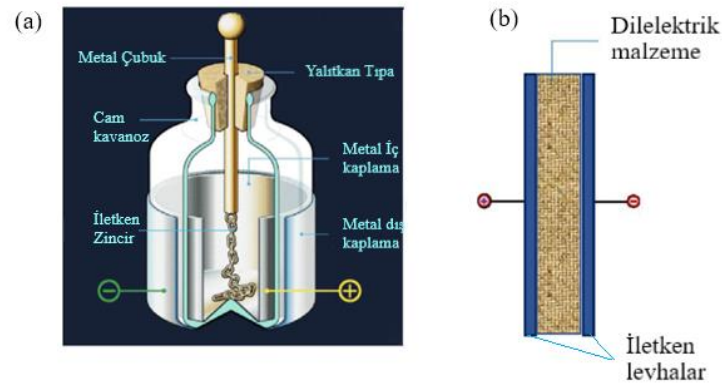 (a)
Metal Çubuk
Yalıtkan Tıpa
Cam
kavanoz
Metal İç
kaplama
İletken
Zincir
Metal dış
kaplama
(b)
Dilelektrik
malzeme
İletken
levhalar